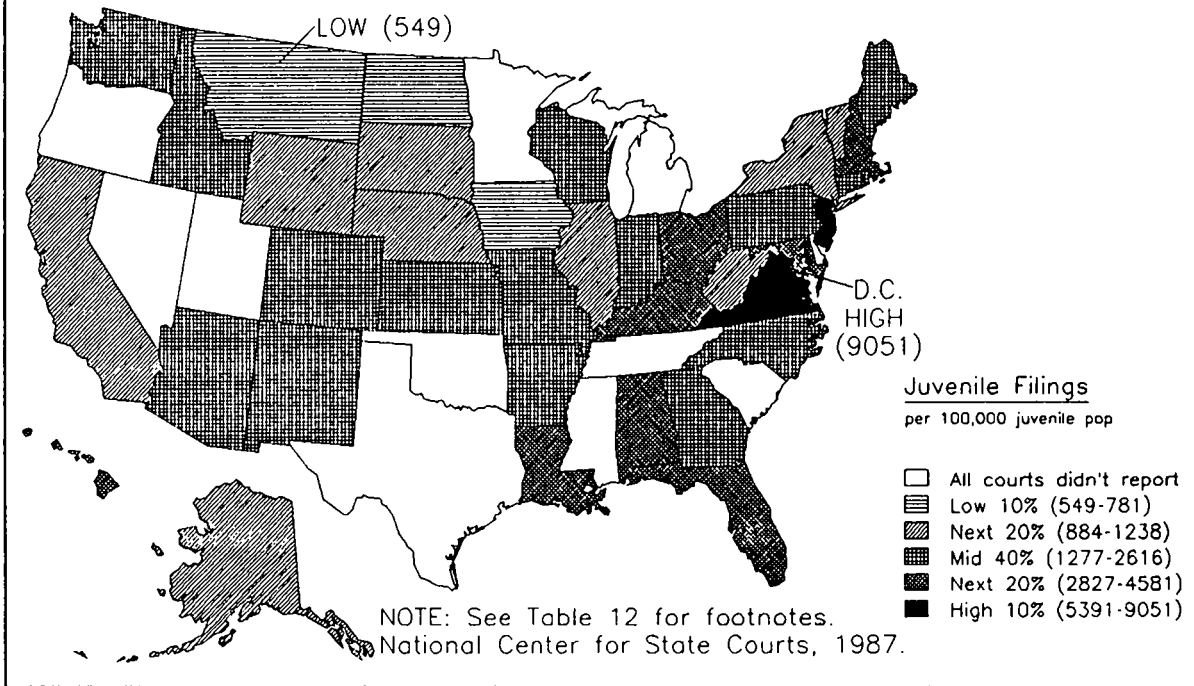 LOW (549)
D.C.
HIGH
(9051)
Juvenile Filings
per 100,000 juvenile pop
All courts didn't report
Low 10% (549-781)
Next 20% (884-1238)
Mid 40% (1277-2616)
Next 20% (2827-4581)
High 10% (5391-9051)
NOTE: See Table 12 for footnotes.
National Center for State Courts, 1987.